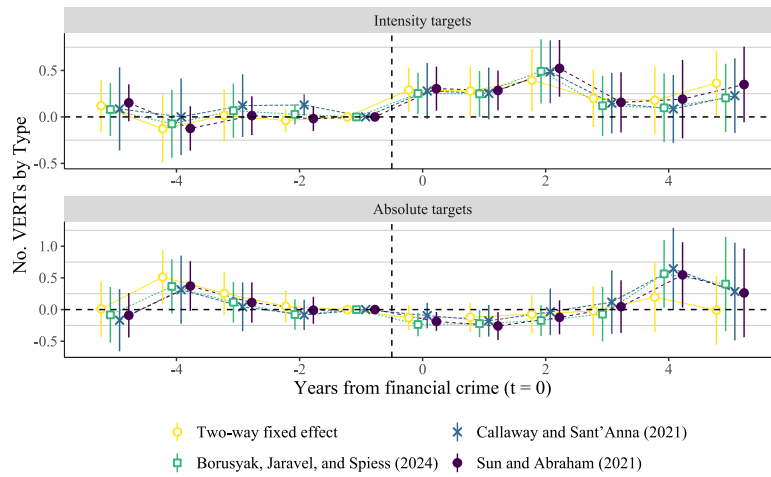 Intensity targets
0.5
0.0
-0.5
-4
-2
0
2
4
Absolute targets
1.0
0.5
0.0
-0.5
-4
-2
0
2
4
No. VERTs by Type
Years from financial crime (t = 0)
Two-way fixed effect
Callaway and Sant'Anna (2021)
Borusyak, Jaravel, and Spiess (2024)
Sun and Abraham (2021)